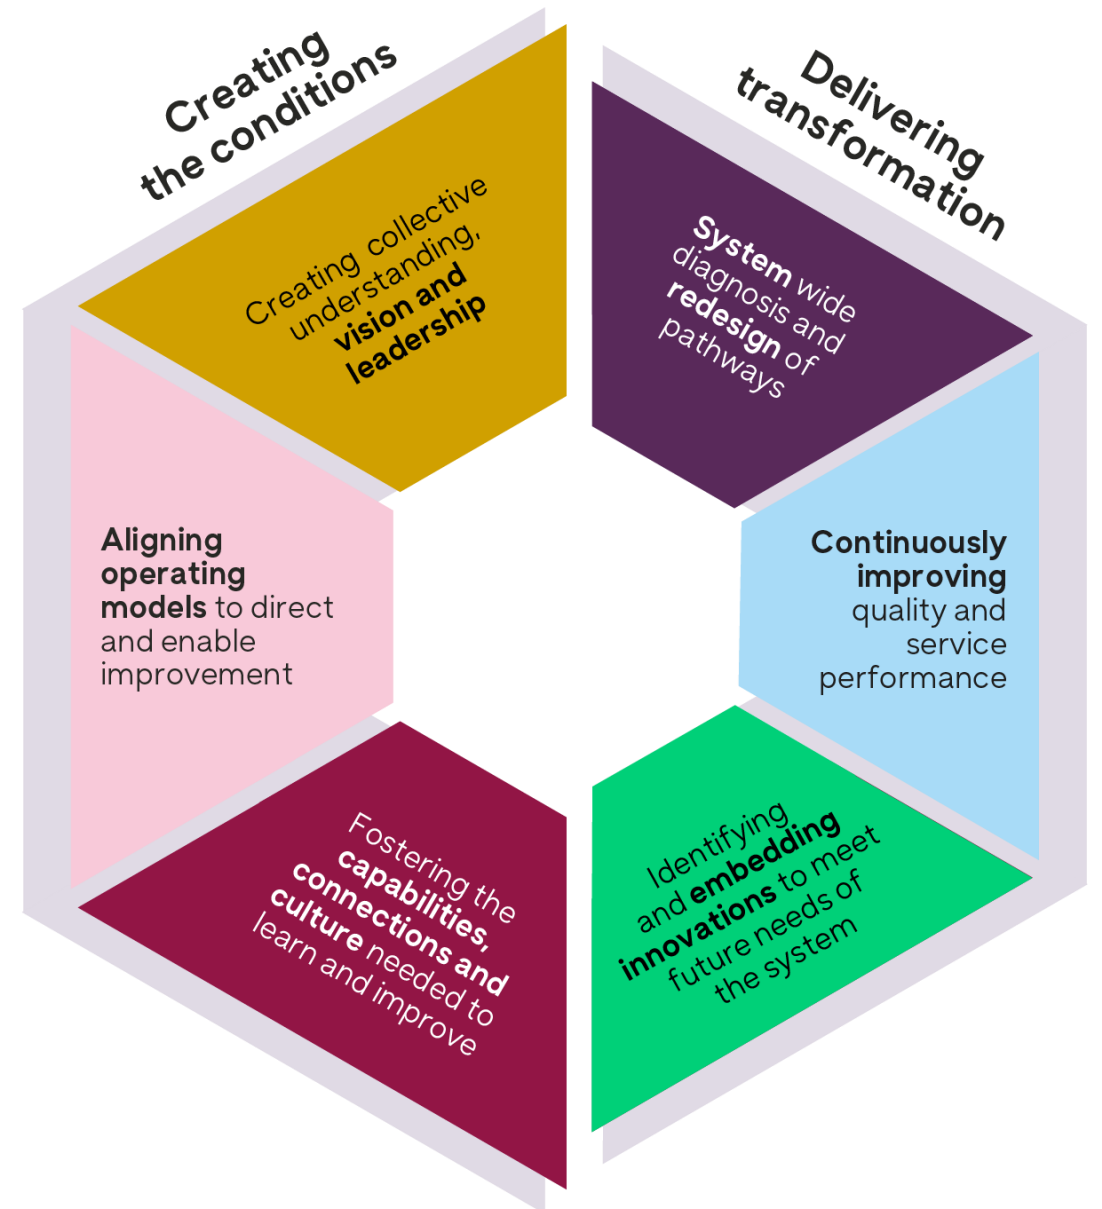 Creating
the conditions
Creating collective
understanding,
vision and
leadership
Aligning
operating
models to direct
and enable
improvement
Fostering the
capabilities,
connections and
culture needed to
learn and improve
Delivering
transformation
System wide
diagnosis and
redesign of
pathways
Continuously
improving
quality and
service
performance
Identifying
and embedding
innovations to meet
future needs of
the system